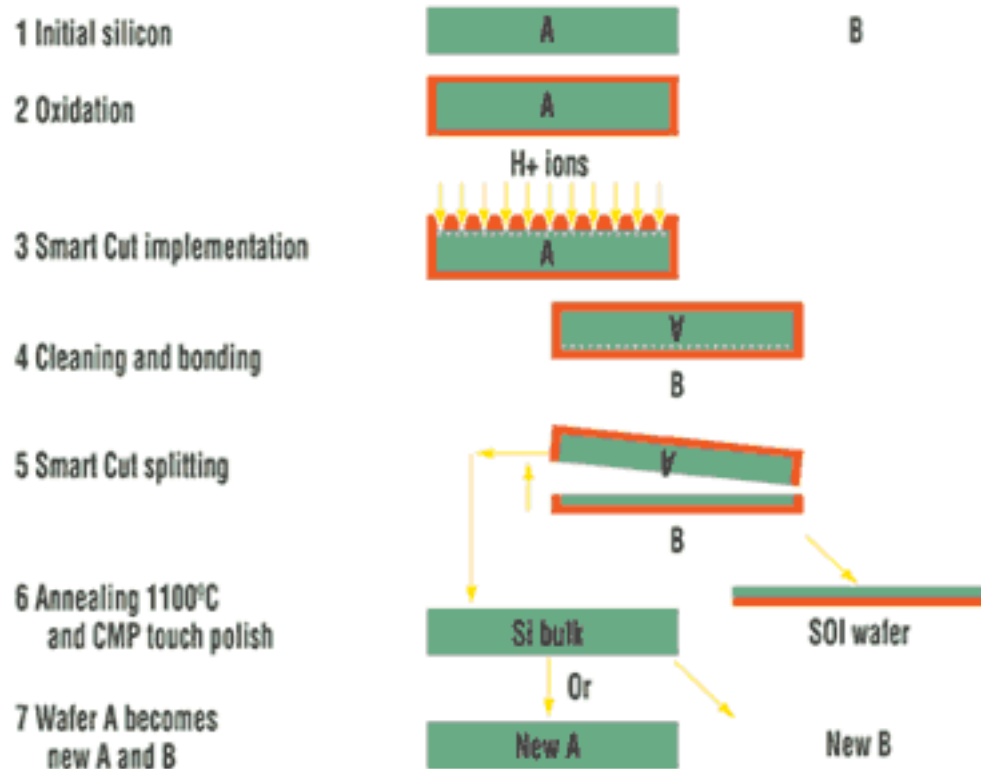 1 Initial silicon
A
B
2 Oxidation
A
H+ ions
3 Smart Cut implementation
A
4 Cleaning and bonding
A
B
5 Smart Cut splitting
A
B
6 Annealing 1100ºC
and CMP touch polish
Si bulk
SOI wafer
Or
7 Wafer A becomes
new A and B
New A
New B